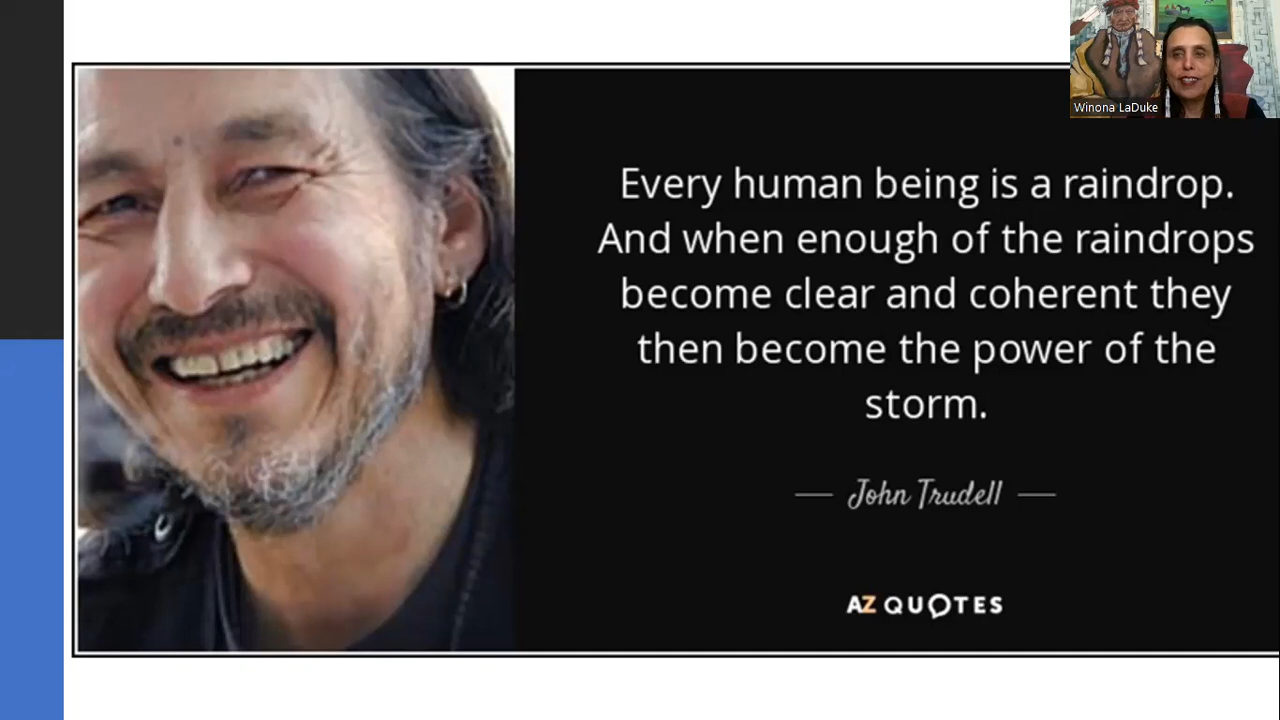 Winona LaDuke
Every human being is a raindrop.
And when enough of the raindrops
become clear and coherent they
then become the power of the
storm.
John Trudell
AZ QUOTES